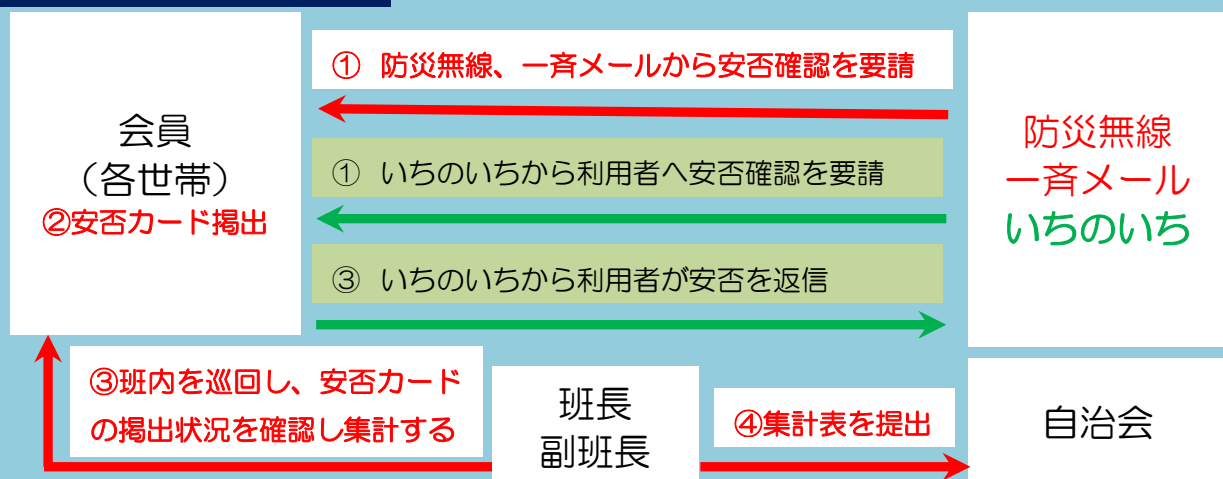 会員
（各世帯）
②安否カード掲出
① 防災無線、一斉メールから安否確認を要請
① いちのいちから利用者へ安否確認を要請
③ いちのいちから利用者が安否を返信
防災無線
一斉メール
いちのいち
③班内を巡回し、安否カード
の掲出状況を確認し集計する
班長
副班長
④集計表を提出
自治会